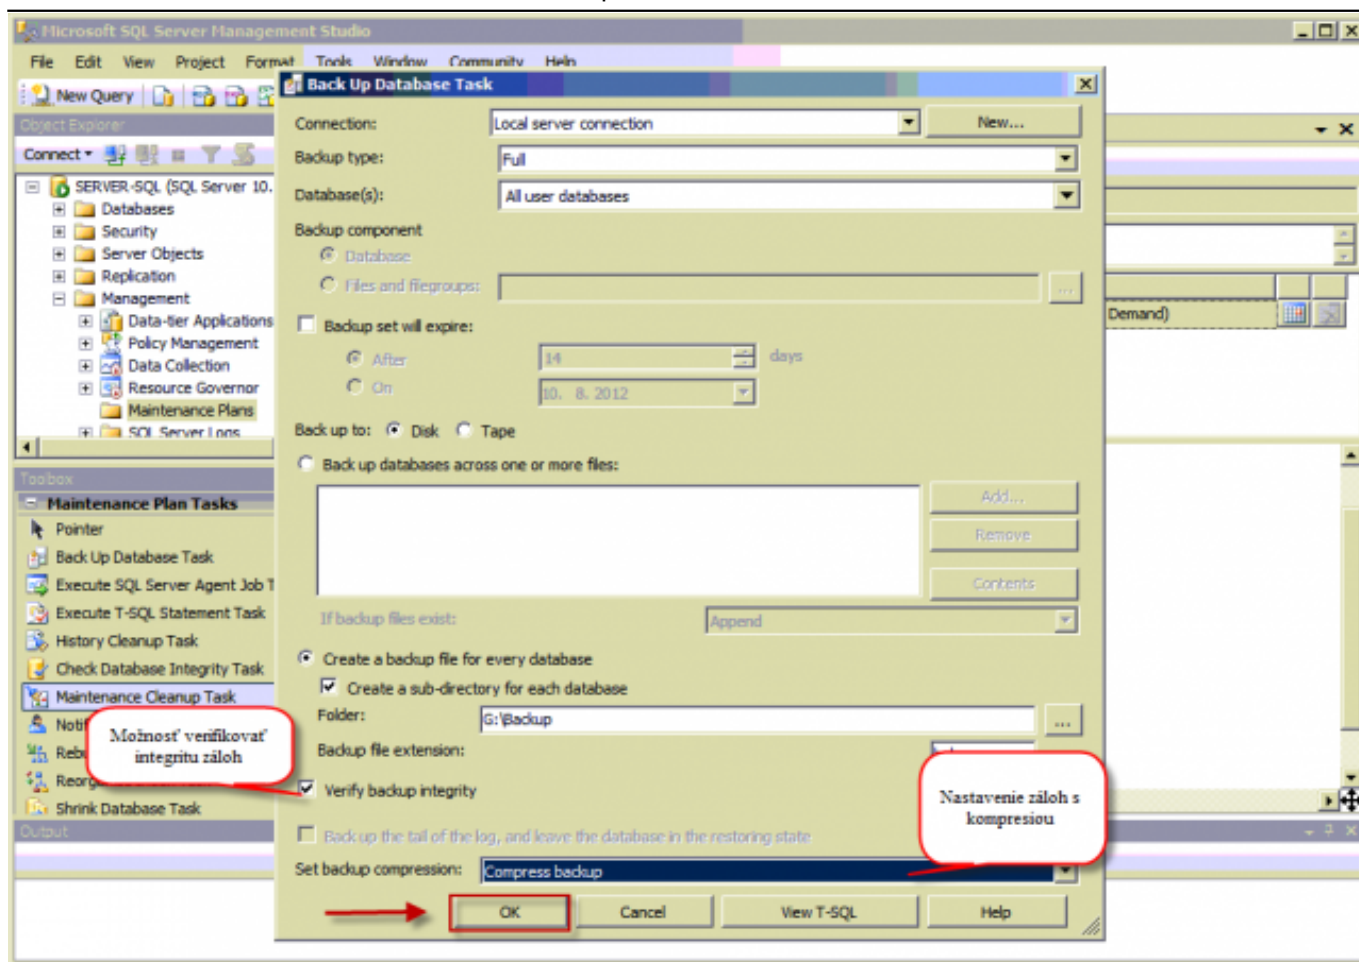 Microsoft SQL Server Management Studio
File Edit View Project Format Tools Window Community Help
New Query
Back Up Database Task
Object Explorer
Connect
SERVER-SQL (SQL Server 10.
Databases
Security
Server Objects
Replication
Management
Data-tier Applications
Policy Management
Data Collection
Resource Governor
Maintenance Plans
SQL Server Logs
Toolbox
Maintenance Plan Tasks
Pointer
Back Up Database Task
Execute SQL Server Agent Job T
Execute T-SQL Statement Task
History Cleanup Task
Check Database Integrity Task
Maintenance Cleanup Task
Shrink Database Task
Output
Možnosť verifikovať
integritu záloh
Connection: Local server connection New...
Backup type: Full
Database(s): All user databases
Backup component
Database
Files and filegroups: ...
Backup set will expire:
After 14 days
On 10. 8. 2012
Back up to: Disk Tape
Back up databases across one or more files:
Add...
Remove
Contents
If backup files exist: Append
Create a backup file for every database
Create a sub-directory for each database
Folder: G:\Backup ...
Backup file extension:
Verify backup integrity
Back up the tail of the log, and leave the database in the restoring state
Set backup compression: Compress backup
OK Cancel View T-SQL Help
Nastavenie záloh s
kompresiou
Demand)